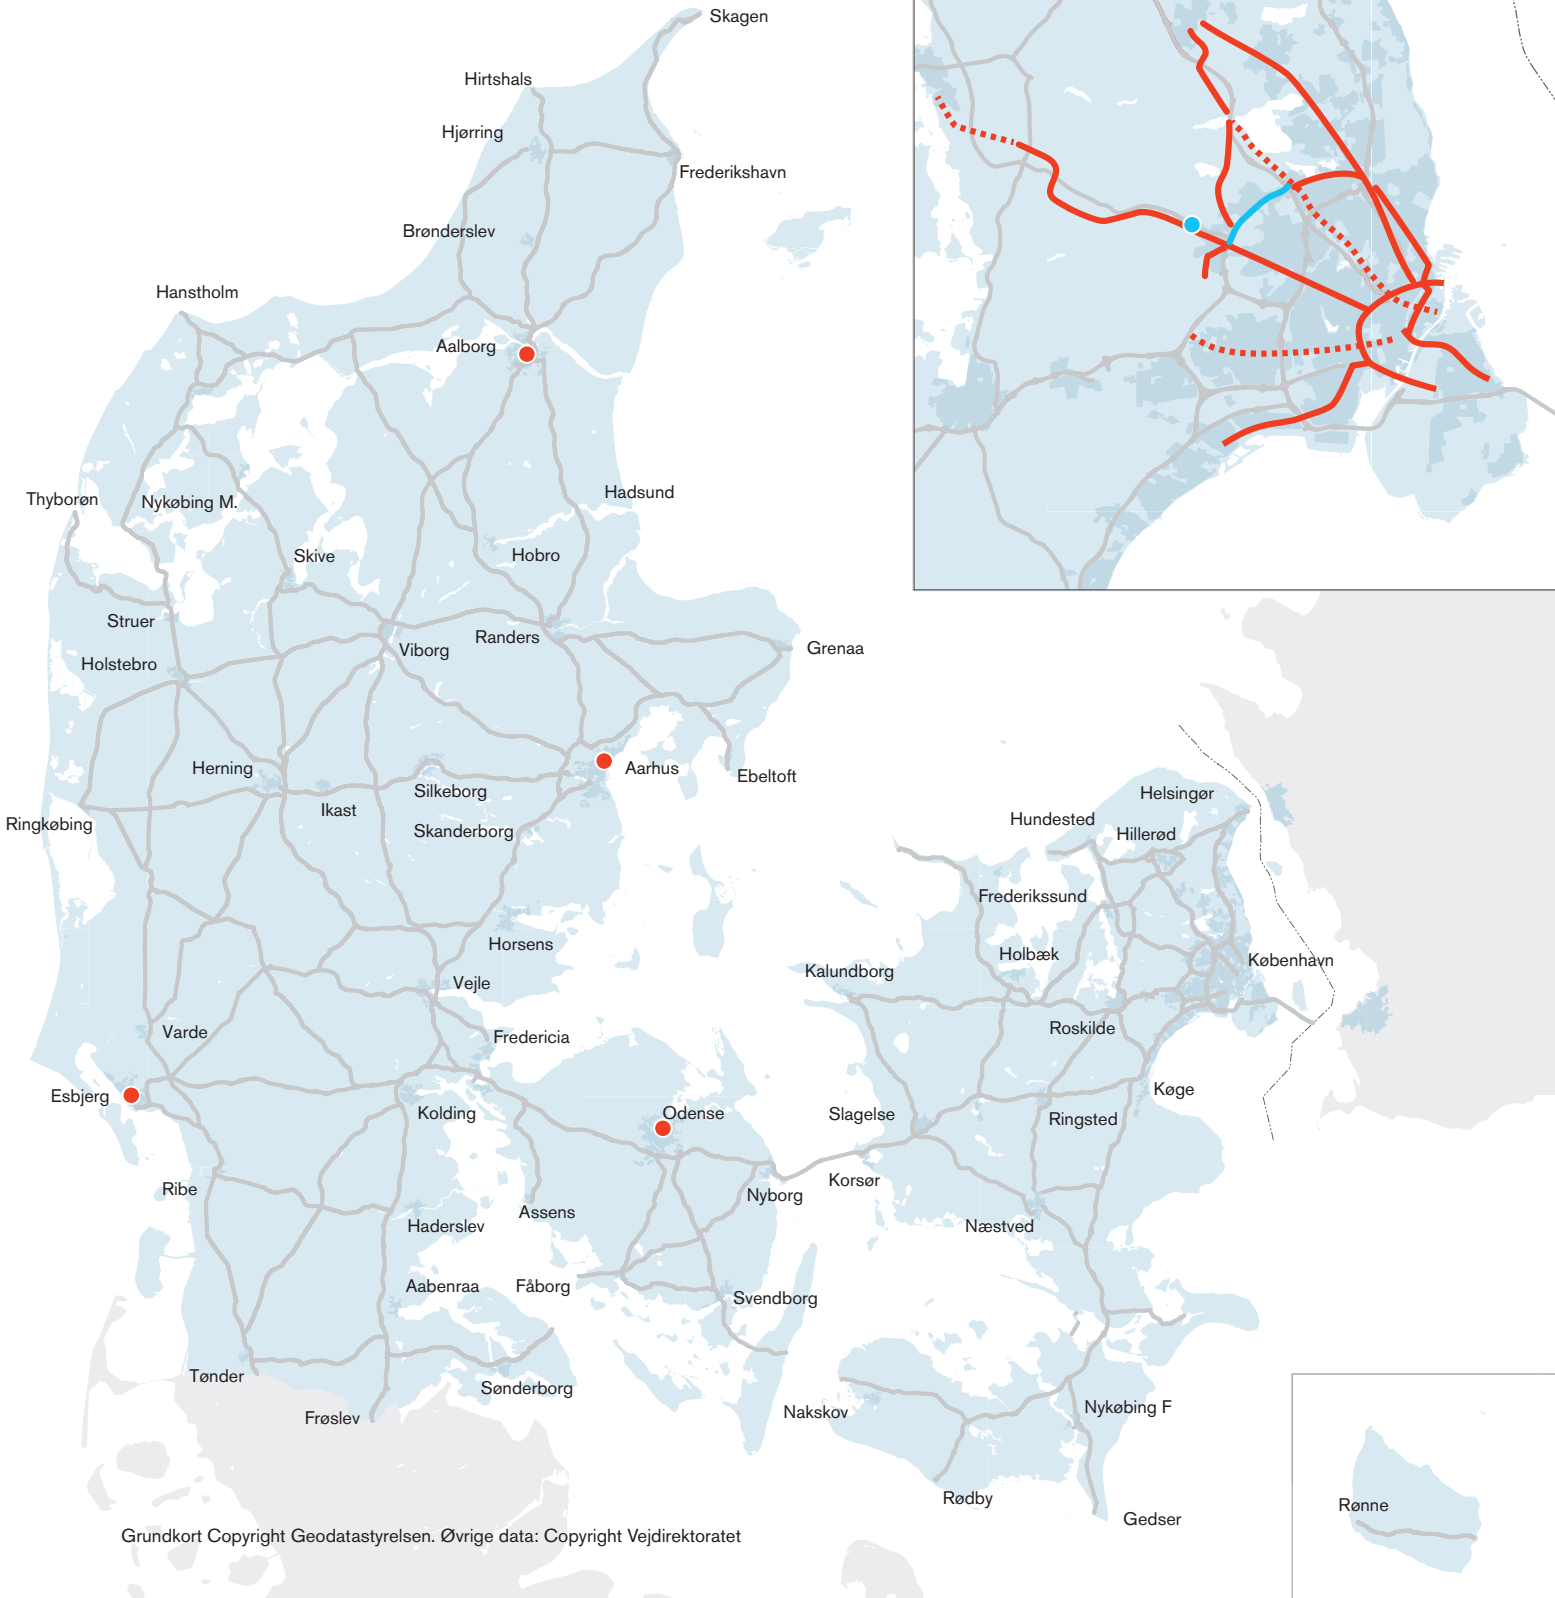 Skagen
Hirtshals
Hjørring
Frederikshavn
Brønderslev
Hanstholm
Aalborg
Thyborøn
Nykøbing M.
Hadsund
Skive
Hobro
Struer
Randers
Viborg
Grenaa
Holstebro
Herning
Aarhus
Ebeltoft
Silkeborg
Ikast
Ringkøbing
Skanderborg
Helsingør
Hundested
Hillerød
Frederikssund
Horsens
Holbæk
København
Kalundborg
Vejle
Varde
Fredericia
Roskilde
Esbjerg
Kolding
Odense
Slagelse
Køge
Ringsted
Ribe
Nyborg
Korsør
Haderslev
Assens
Næstved
Aabenraa
Fåborg
Svendborg
Tønder
Sønderborg
Frøslev
Nakskov
Nykøbing F
Rødby
Gedser
Rønne
Grundkort Copyright Geodatastyrelsen. Øvrige data: Copyright Vejdirektoratet